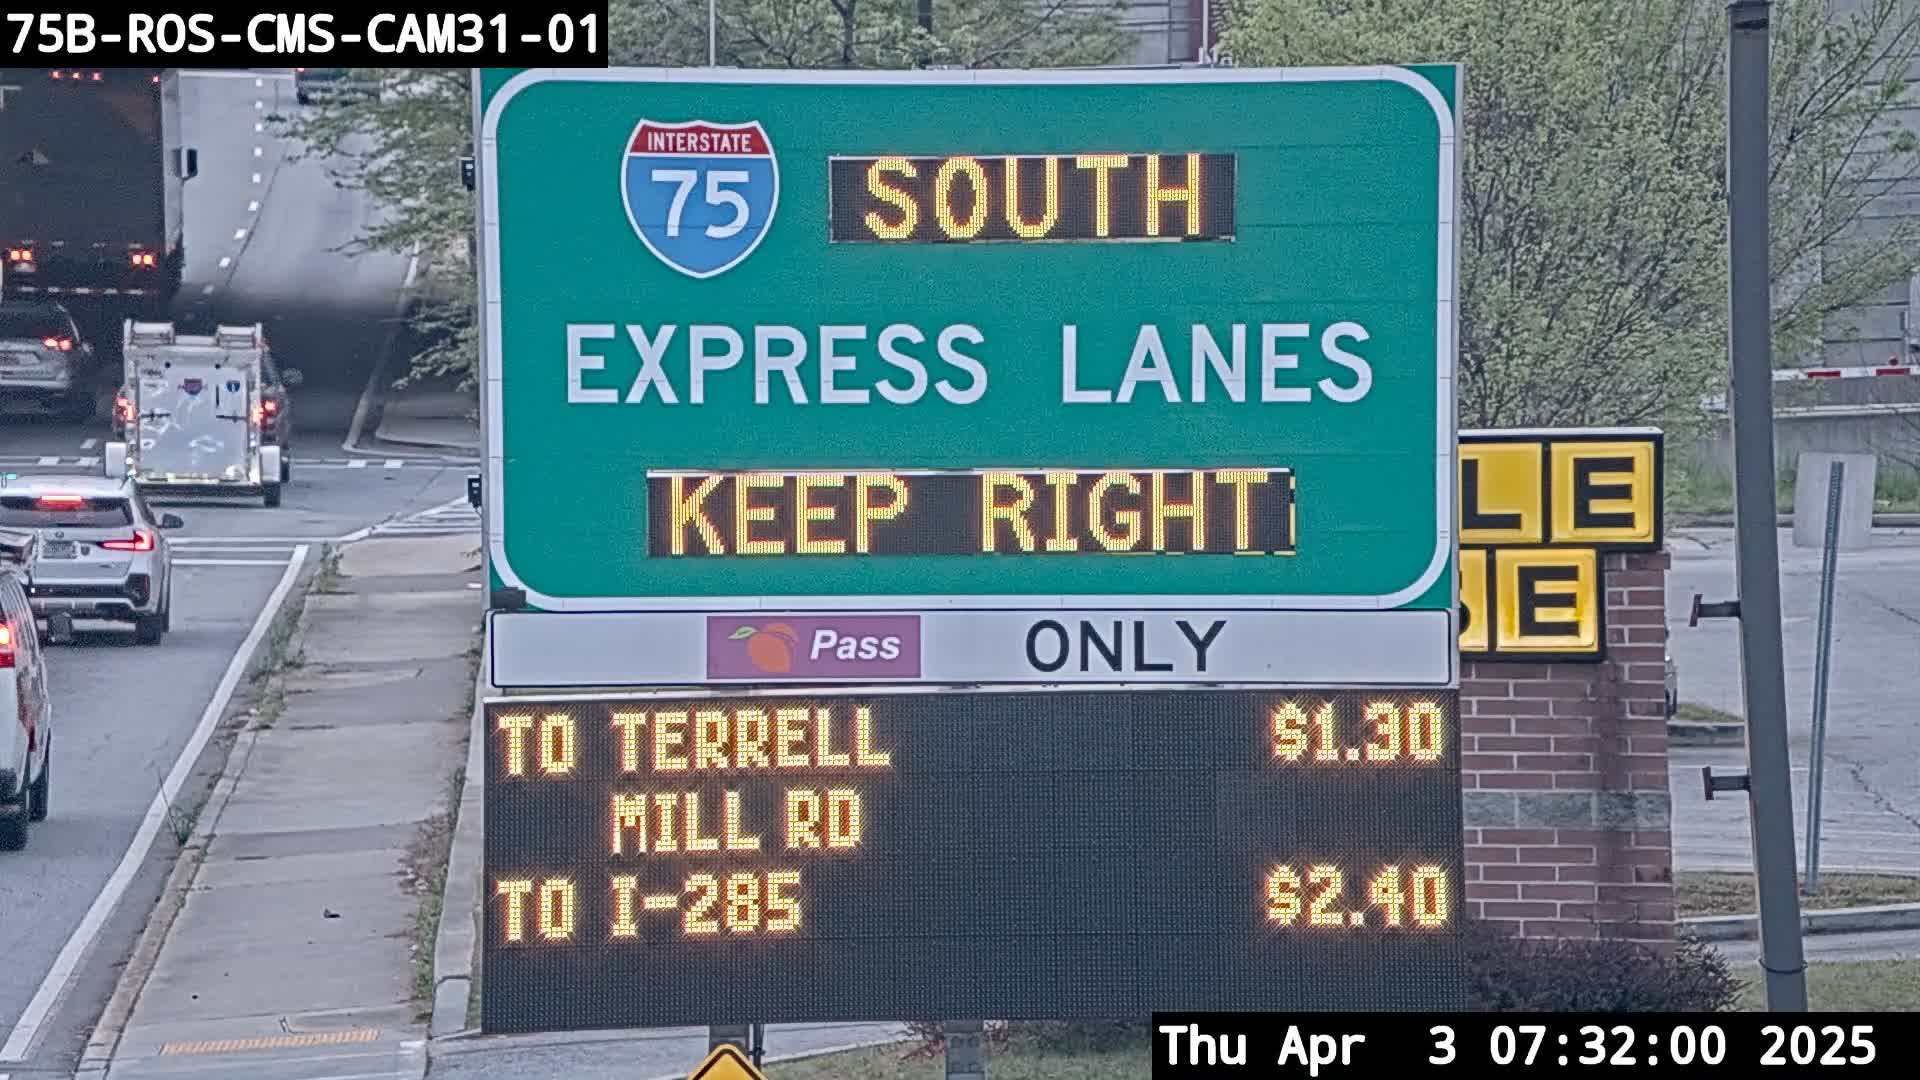 75B-ROS-CMS-CAM31-01
INTERSTATE
75
SOUTH
EXPRESS LANES
KEEP RIGHT
Pass ONLY
TO TERRELL $1.30
MILL RD
TO I-285 $2.40
LE
E
Thu Apr 3 07:32:00 2025